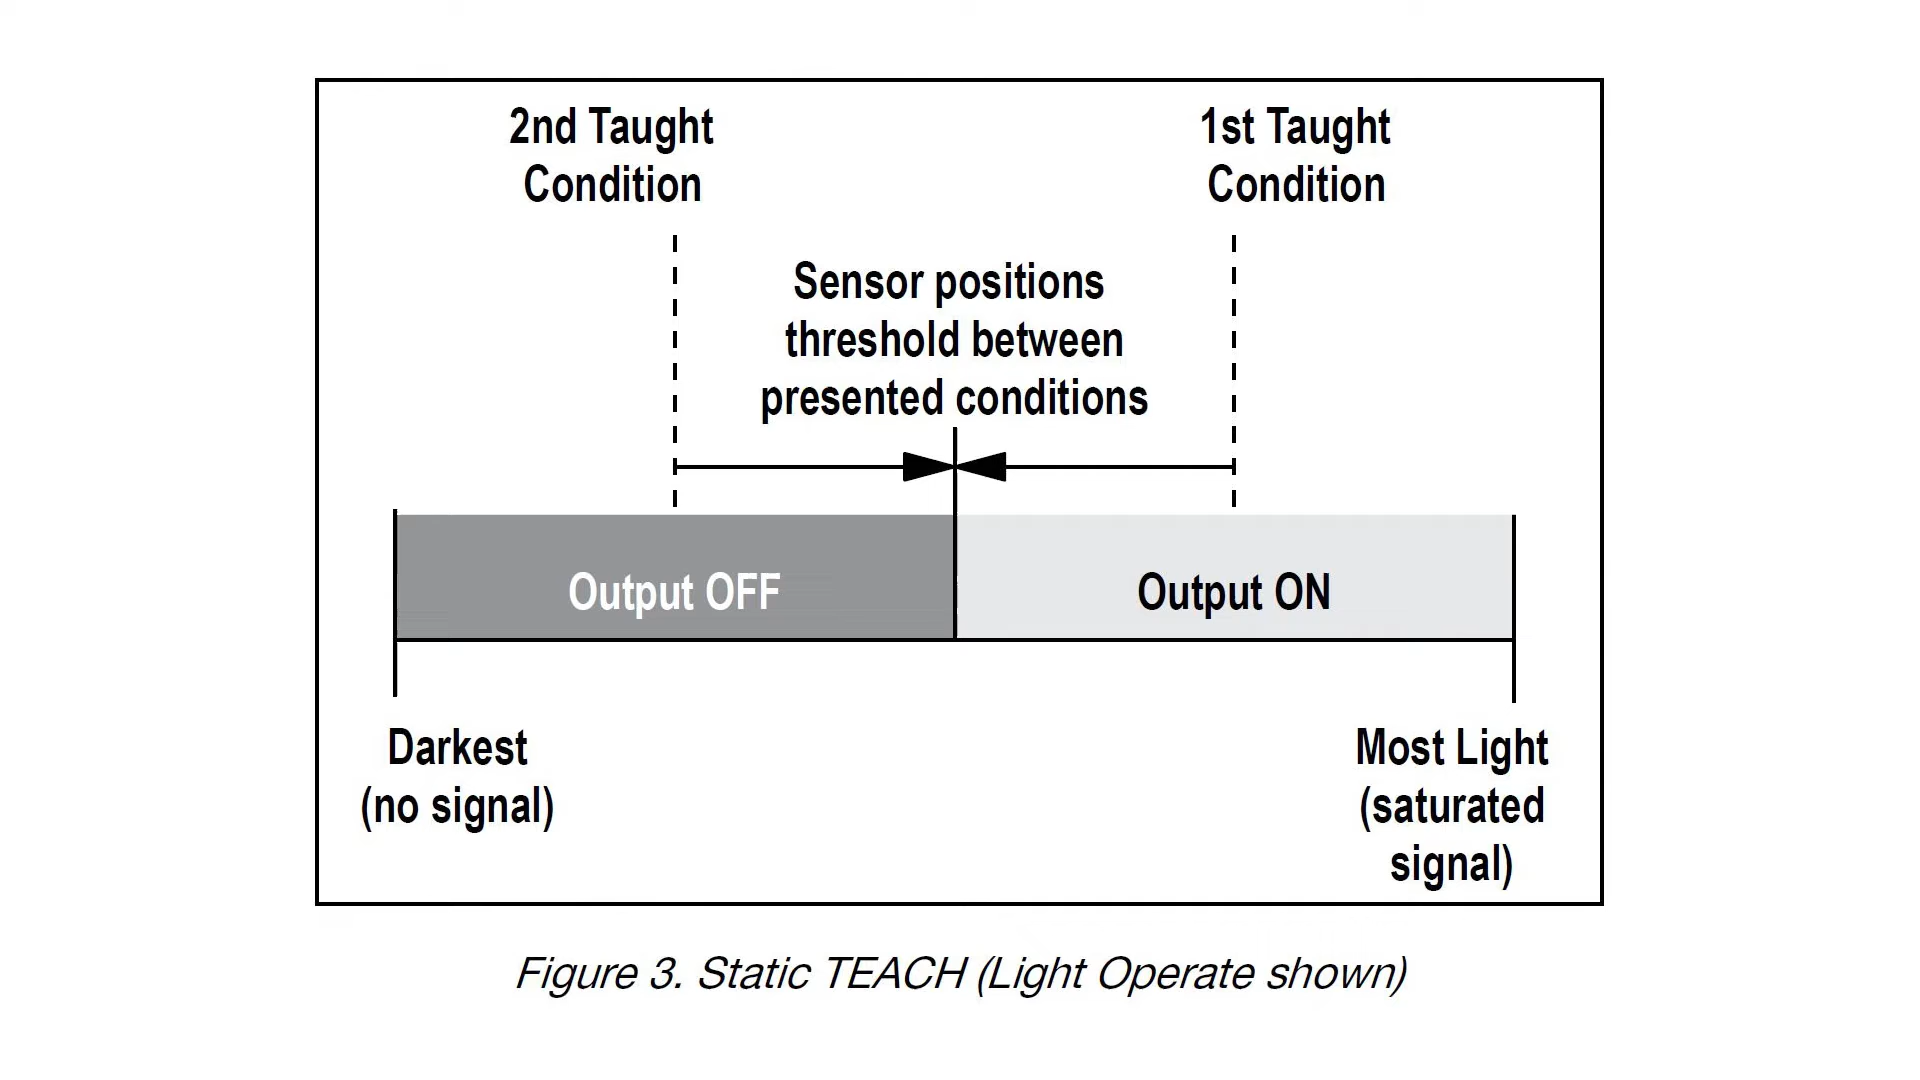 2nd Taught
Condition
1st Taught
Condition
Sensor positions
threshold between
presented conditions
Output OFF
Output ON
Darkest
(no signal)
Most Light
(saturated
signal)
Figure 3. Static TEACH (Light Operate shown)